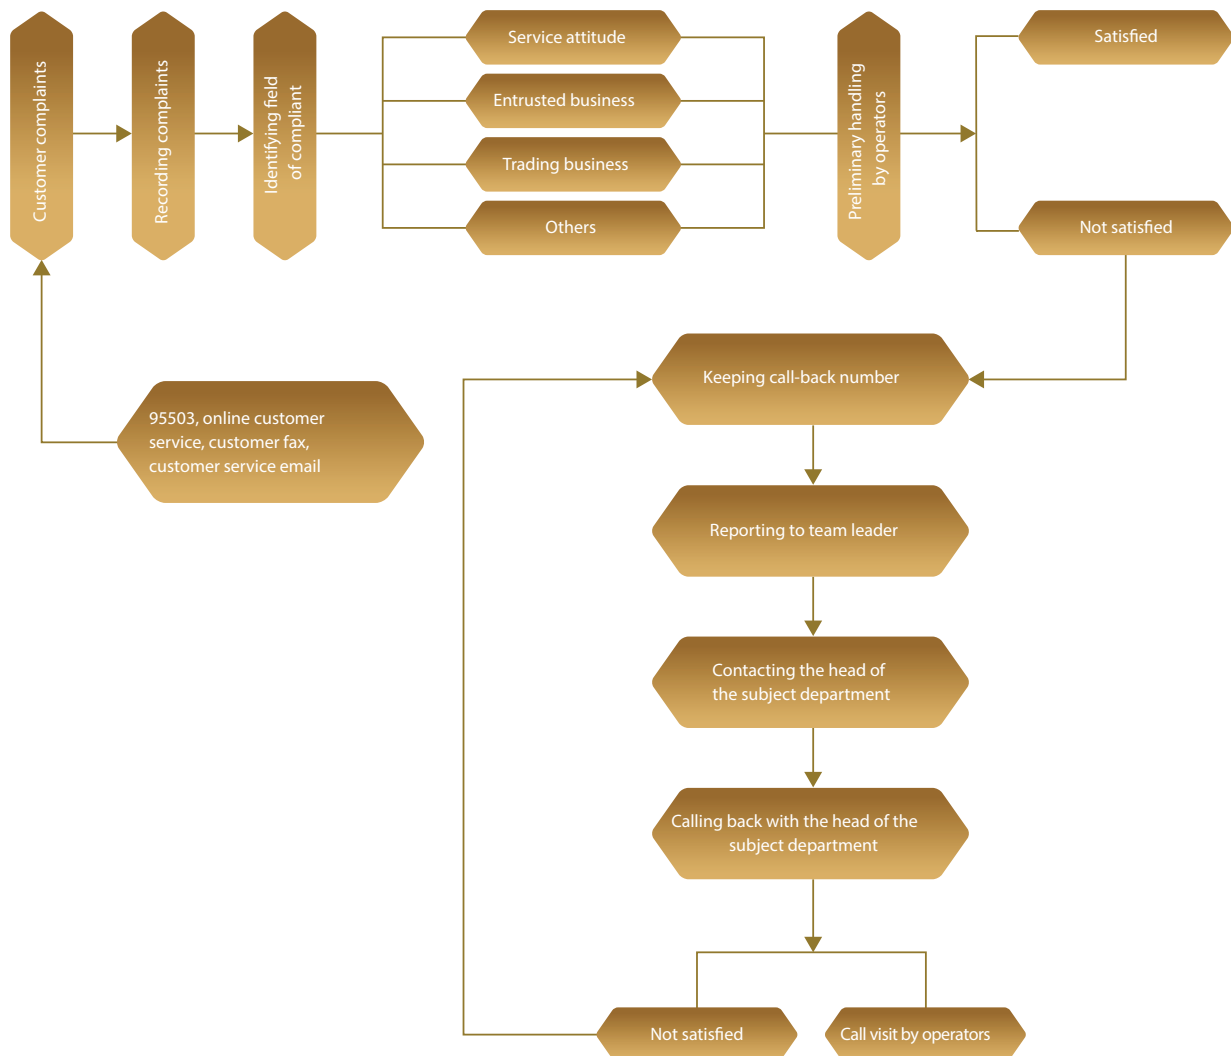 Customer complaints
Recording complaints
Identifying field
of compliant
Service attitude
Entrusted business
Trading business
Others
Preliminary handling
by operators
Satisfied
Not satisfied
95503, online customer
service, customer fax,
customer service email
Keeping call-back number
Reporting to team leader
Contacting the head of
the subject department
Calling back with the head of the
subject department
Not satisfied
Call visit by operators